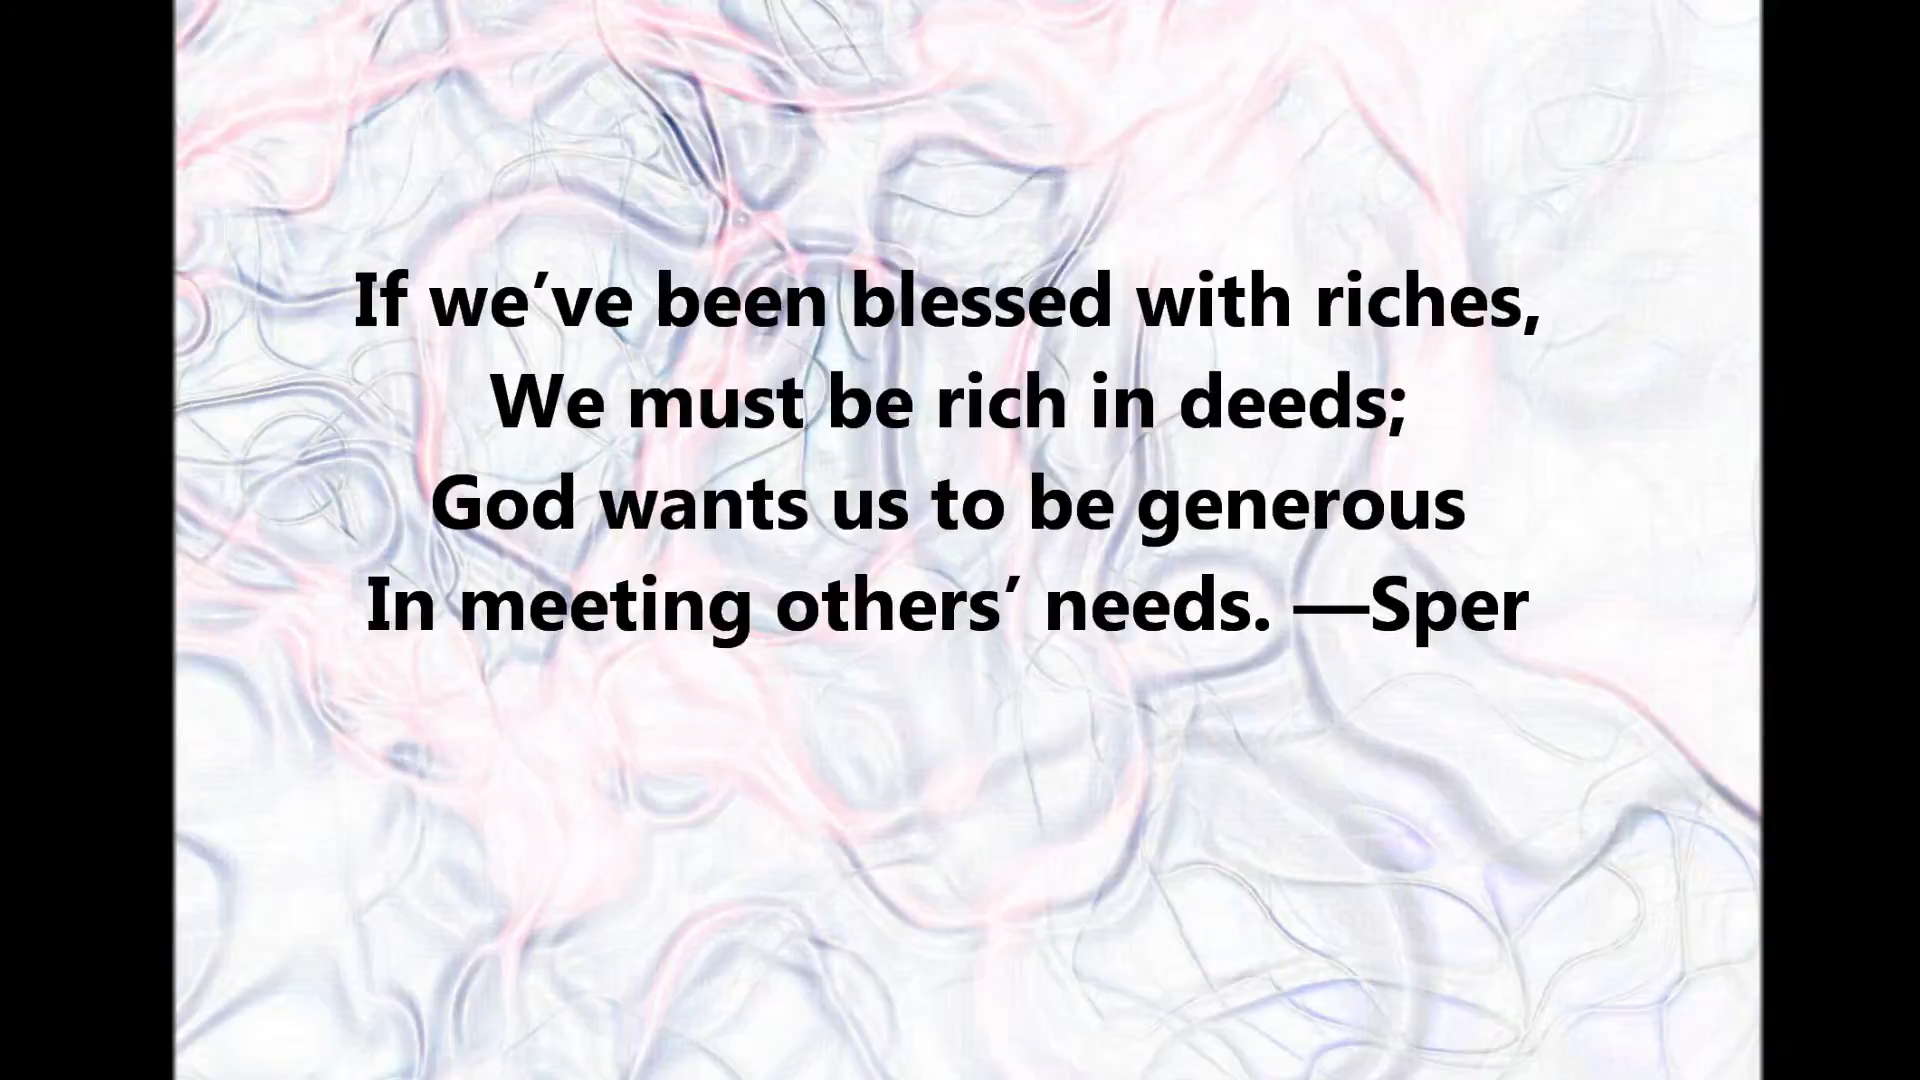 If we’ve been blessed with riches,
We must be rich in deeds;
God wants us to be generous
In meeting others’ needs. —Sper